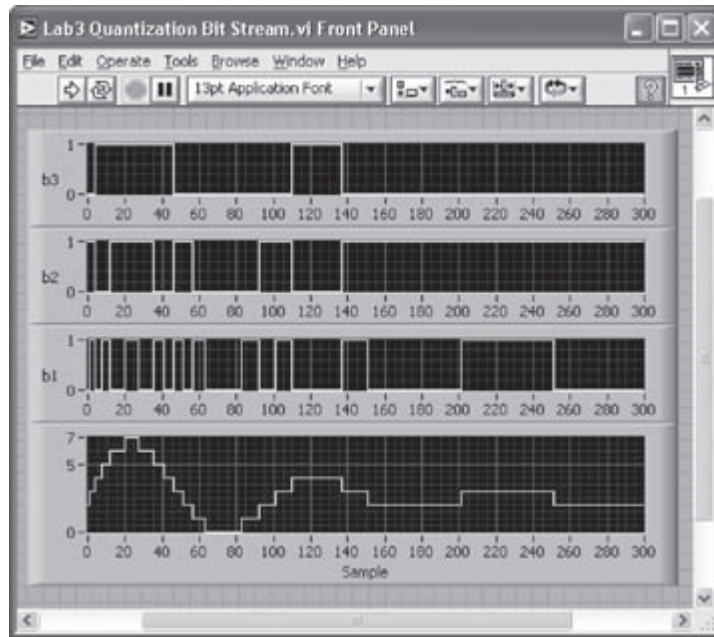 Lab3 Quantization Bit Stream.vi Front Panel
File Edit Operate Tools Browse Window Help
13pt Application Font
?
1
1
b3
0
0 20 40 60 80 100 120 140 160 180 200 220 240 260 280 300
1
b2
0
0 20 40 60 80 100 120 140 160 180 200 220 240 260 280 300
1
b1
0
0 20 40 60 80 100 120 140 160 180 200 220 240 260 280 300
7
5
0
0 20 40 60 80 100 120 140 160 180 200 220 240 260 280 300
Sample